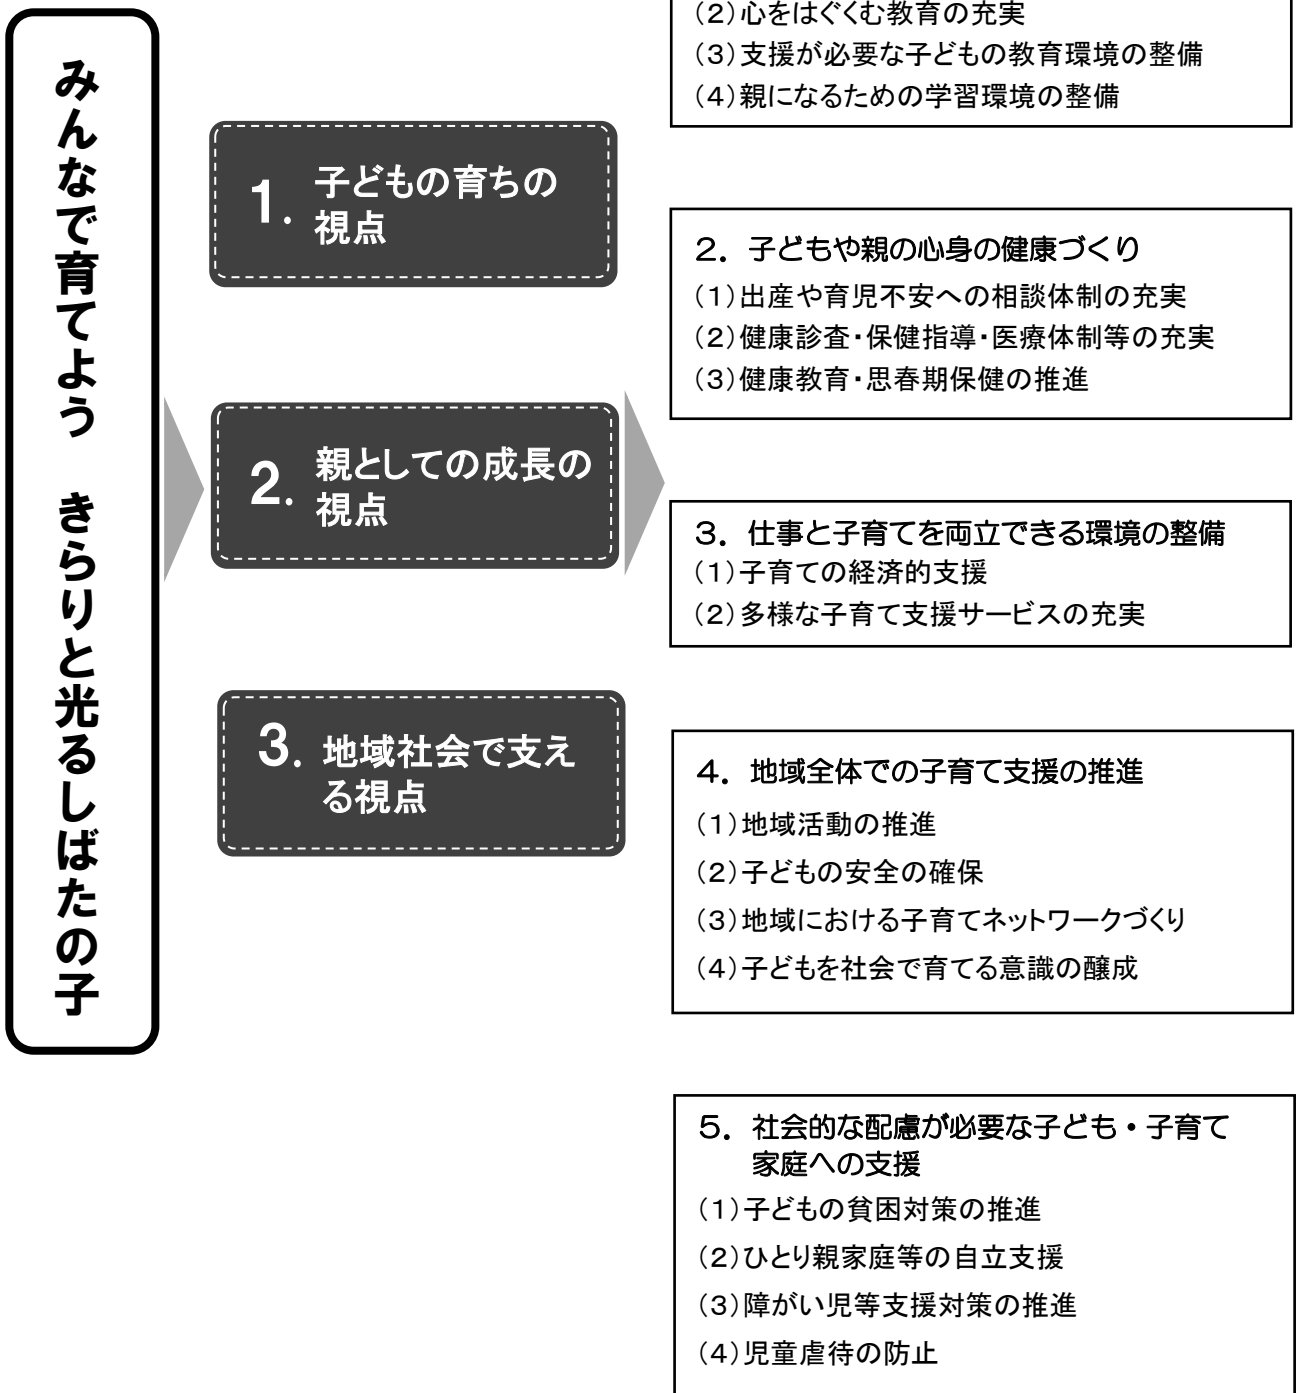 みんなで育てよう　きらりと光るしばたの子
1. 子どもの育ちの
視点
2. 親としての成長の
視点
3. 地域社会で支え
る視点
（2）心をはぐくむ教育の充実
（3）支援が必要な子どもの教育環境の整備
（4）親になるための学習環境の整備
2．子どもや親の心身の健康づくり
（1）出産や育児不安への相談体制の充実
（2）健康診査・保健指導・医療体制等の充実
（3）健康教育・思春期保健の推進
3．仕事と子育てを両立できる環境の整備
（1）子育ての経済的支援
（2）多様な子育て支援サービスの充実
4．地域全体での子育て支援の推進
（1）地域活動の推進
（2）子どもの安全の確保
（3）地域における子育てネットワークづくり
（4）子どもを社会で育てる意識の醸成
5．社会的な配慮が必要な子ども・子育て
家庭への支援
（1）子どもの貧困対策の推進
（2）ひとり親家庭等の自立支援
（3）障がい児等支援対策の推進
（4）児童虐待の防止